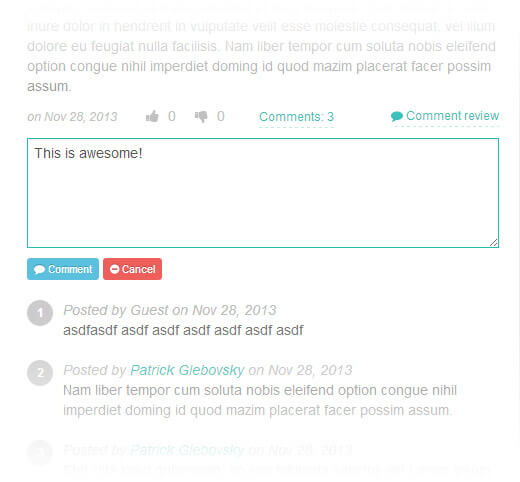 inure dolor in hendrerit in vulputate velit esse molestie consequat, vel illum
dolore eu feugiat nulla facilisis. Nam liber tempor cum soluta nobis eleifend
option congue nihil imperdiet doming id quod mazim placerat facer possim
assum.
on Nov 28, 2013 0 0 Comments: 3 Comment review
This is awesome!
Comment Cancel
1 Posted by Guest on Nov 28, 2013
asdfasdf asdf asdf asdf asdf asdf asdf
2 Posted by Patrick Glebovsky on Nov 28, 2013
Nam liber tempor cum soluta nobis eleifend option congue nihil
imperdiet doming id quod mazim placerat facer possim assum.
3 Posted by Patrick Glebovsky on Nov 28, 2013